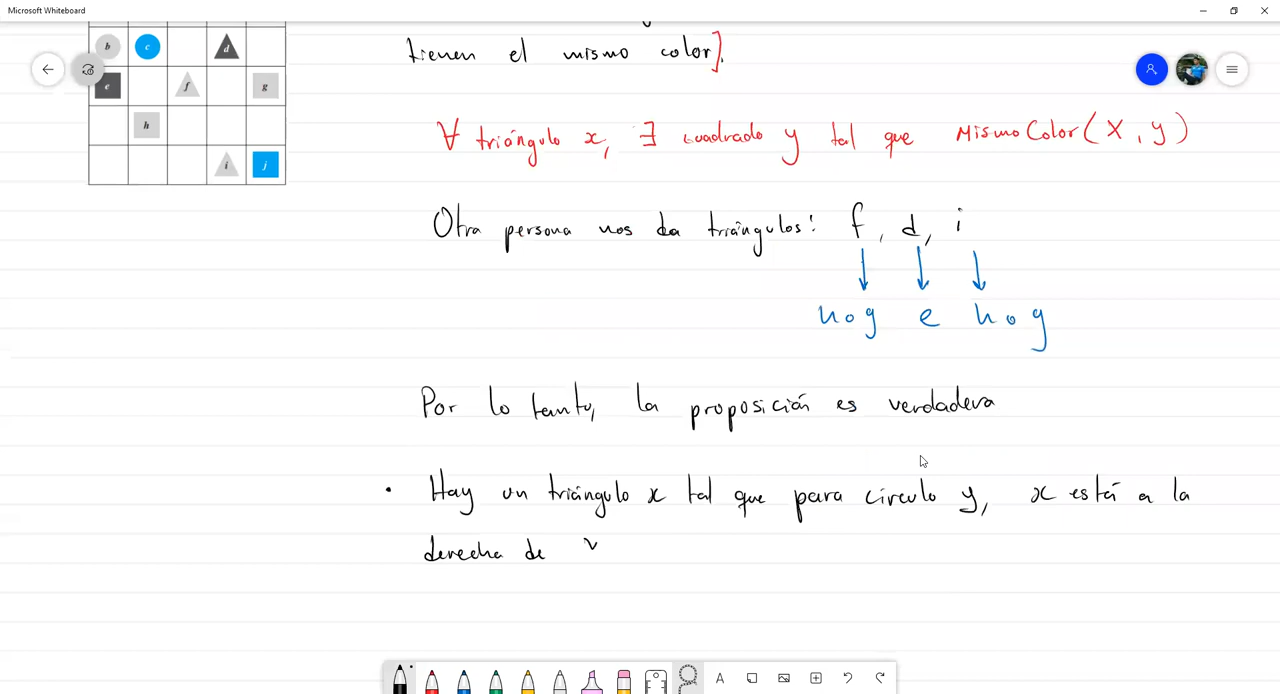 Microsoft Whiteboard
b c d
e f g
h
i j
tienen el mismo color].
∀ triángulo x, ∃ cuadrado y tal que MismoColor(x, y)
Otra persona nos da triángulos: f, d, i
h o g e h o g
Por lo tanto, la proposición es verdadera
• Hay un triángulo x tal que para círculo y, x está a la
derecha de
A